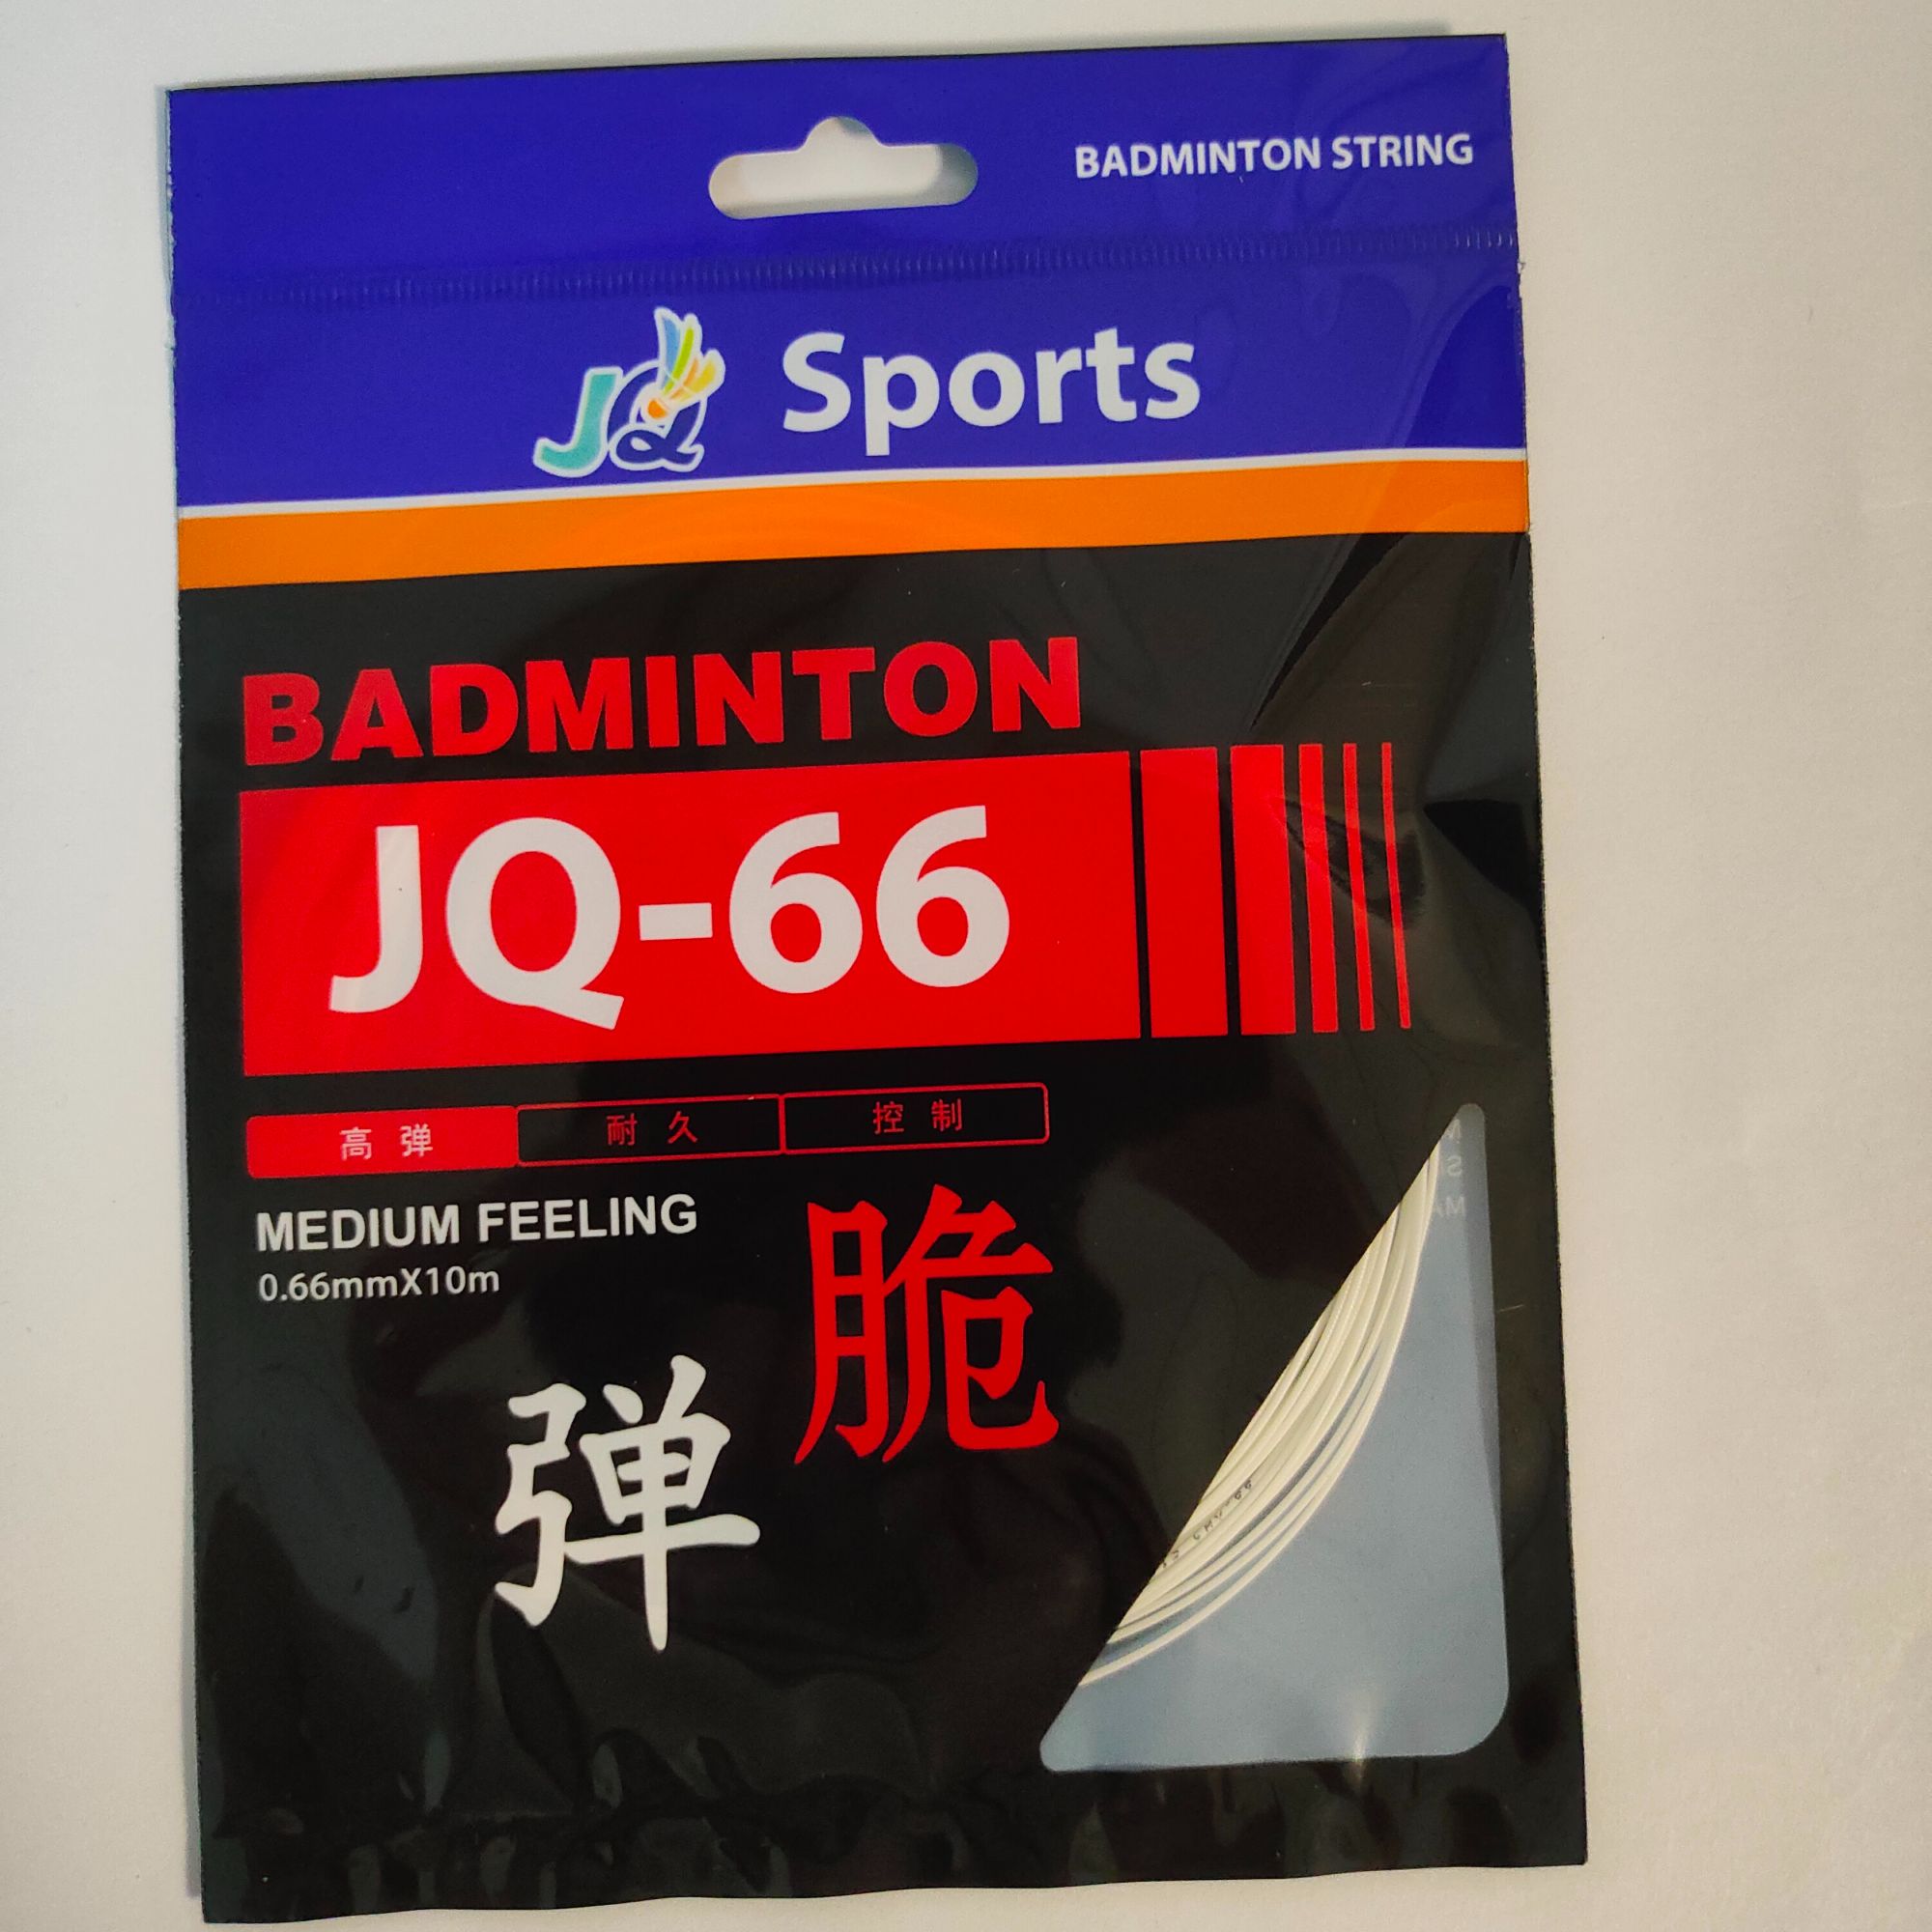 BADMINTON STRING
JQ Sports
BADMINTON
JQ-66
高弹 耐久 控制
MEDIUM FEELING
0.66mmX10m
脆
弹